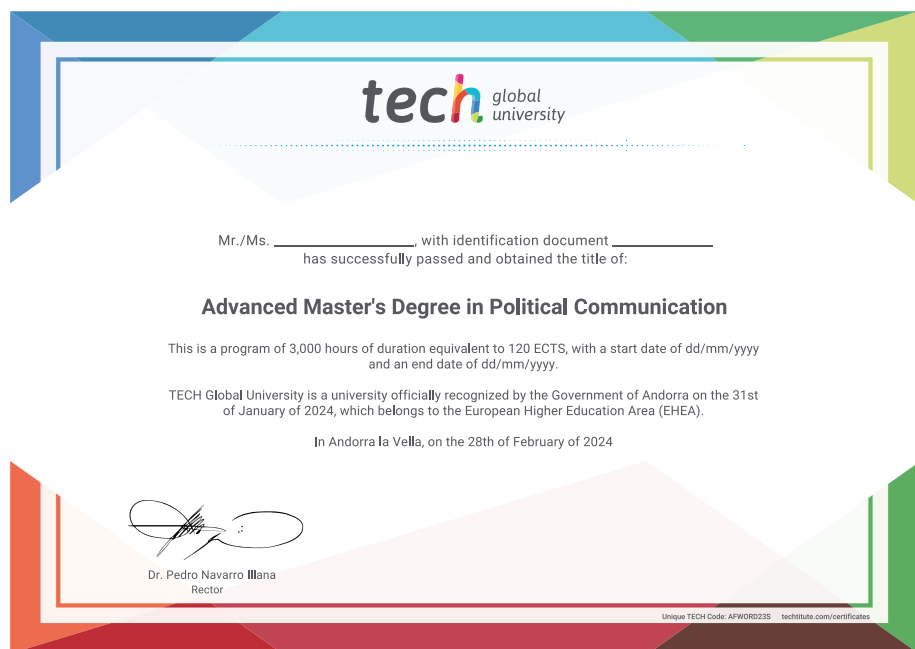 tech global
university
Mr./Ms. ____________, with identification document ____________
has successfully passed and obtained the title of:
Advanced Master's Degree in Political Communication
This is a program of 3,000 hours of duration equivalent to 120 ECTS, with a start date of dd/mm/yyyy
and an end date of dd/mm/yyyy.
TECH Global University is a university officially recognized by the Government of Andorra on the 31st
of January of 2024, which belongs to the European Higher Education Area (EHEA).
In Andorra la Vella, on the 28th of February of 2024
Dr. Pedro Navarro Illana
Rector
Unique TECH Code: AFWORD23S techtitute.com/certificates